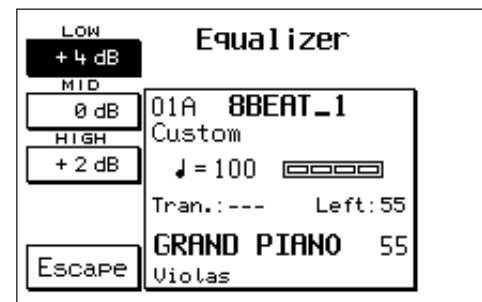 LOW
+4 dB
Equalizer
MID
0 dB
HIGH
+2 dB
01A 8BEAT_1
Custom
♩=100
Tran.:--- Left:55
GRAND PIANO 55
Violas
Escape